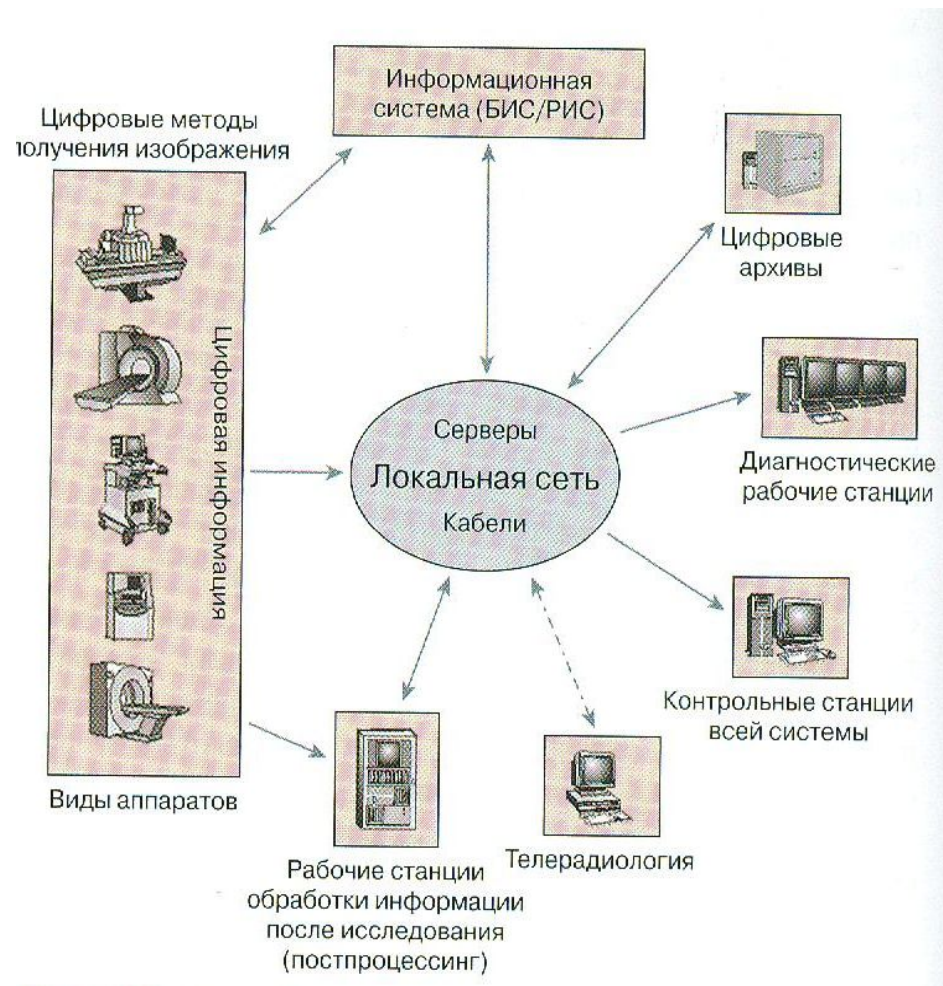 Информационная
система (БИС/РИС)
Цифровые методы
получения изображения
Цифровая информация
Виды аппаратов
Цифровые
архивы
Серверы
Локальная сеть
Кабели
Диагностические
рабочие станции
Контрольные станции
всей системы
Телерадиология
Рабочие станции
обработки информации
после исследования
(постпроцессинг)